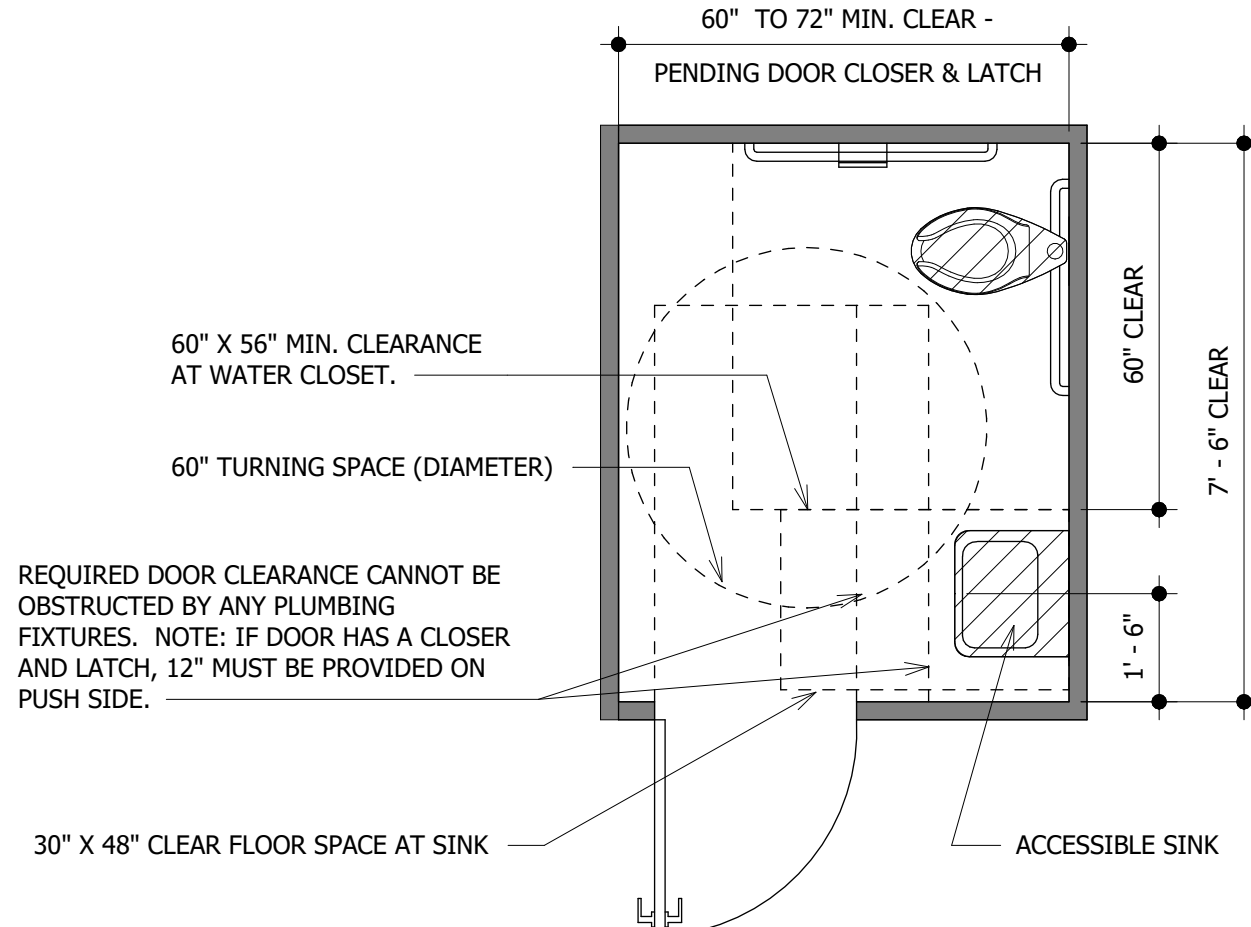 60"  TO 72" MIN. CLEAR -
PENDING DOOR CLOSER & LATCH
60" X 56" MIN. CLEARANCE
AT WATER CLOSET.
60" TURNING SPACE (DIAMETER)
REQUIRED DOOR CLEARANCE CANNOT BE
OBSTRUCTED BY ANY PLUMBING
FIXTURES.  NOTE: IF DOOR HAS A CLOSER
AND LATCH, 12" MUST BE PROVIDED ON
PUSH SIDE.
30" X 48" CLEAR FLOOR SPACE AT SINK
ACCESSIBLE SINK
60" CLEAR
1' - 6"
7' - 6" CLEAR